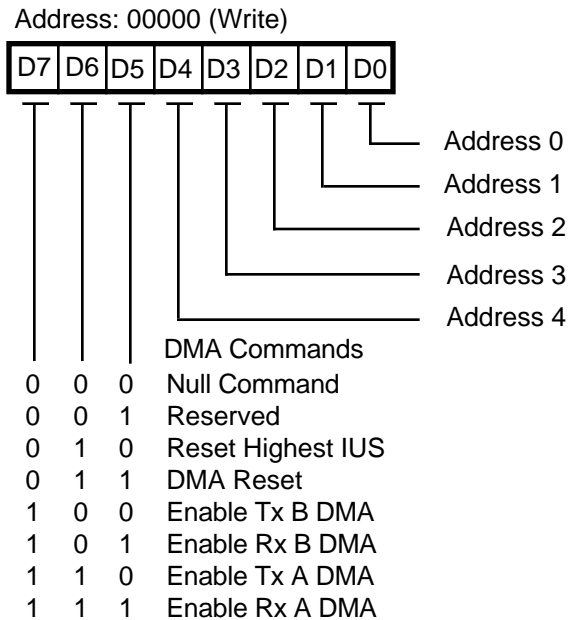 Address: 00000 (Write)
D7 D6 D5 D4 D3 D2 D1 D0
Address 0
Address 1
Address 2
Address 3
Address 4
DMA Commands
0 0 0 Null Command
0 0 1 Reserved
0 1 0 Reset Highest IUS
0 1 1 DMA Reset
1 0 0 Enable Tx B DMA
1 0 1 Enable Rx B DMA
1 1 0 Enable Tx A DMA
1 1 1 Enable Rx A DMA